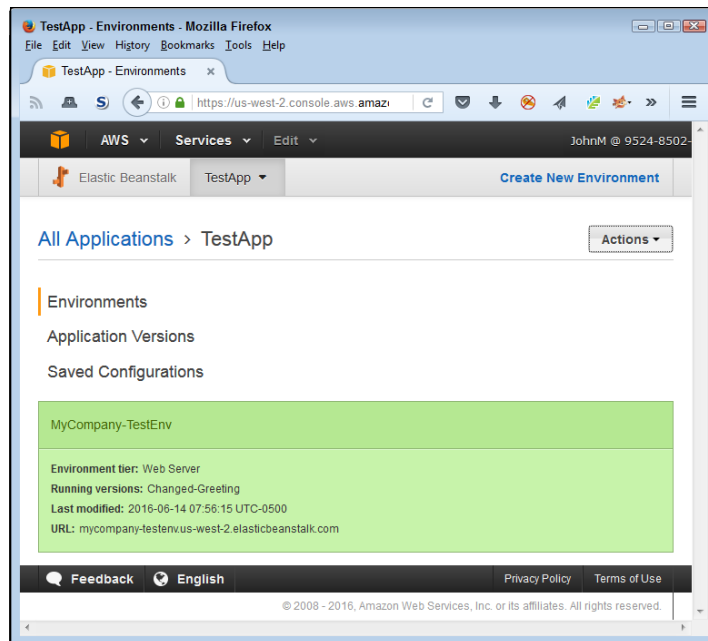 TestApp - Environments - Mozilla Firefox
File Edit View History Bookmarks Tools Help
TestApp - Environments ×
https://us-west-2.console.aws.amaz
AWS Services Edit JohnM @ 9524-8502-
Elastic Beanstalk TestApp Create New Environment
All Applications > TestApp Actions
Environments
Application Versions
Saved Configurations
MyCompany-TestEnv
Environment tier: Web Server
Running versions: Changed-Greeting
Last modified: 2016-06-14 07:56:15 UTC-0500
URL: mycompany-testenv.us-west-2.elasticbeanstalk.com
Feedback English Privacy Policy Terms of Use
© 2008 - 2016, Amazon Web Services, Inc. or its affiliates. All rights reserved.